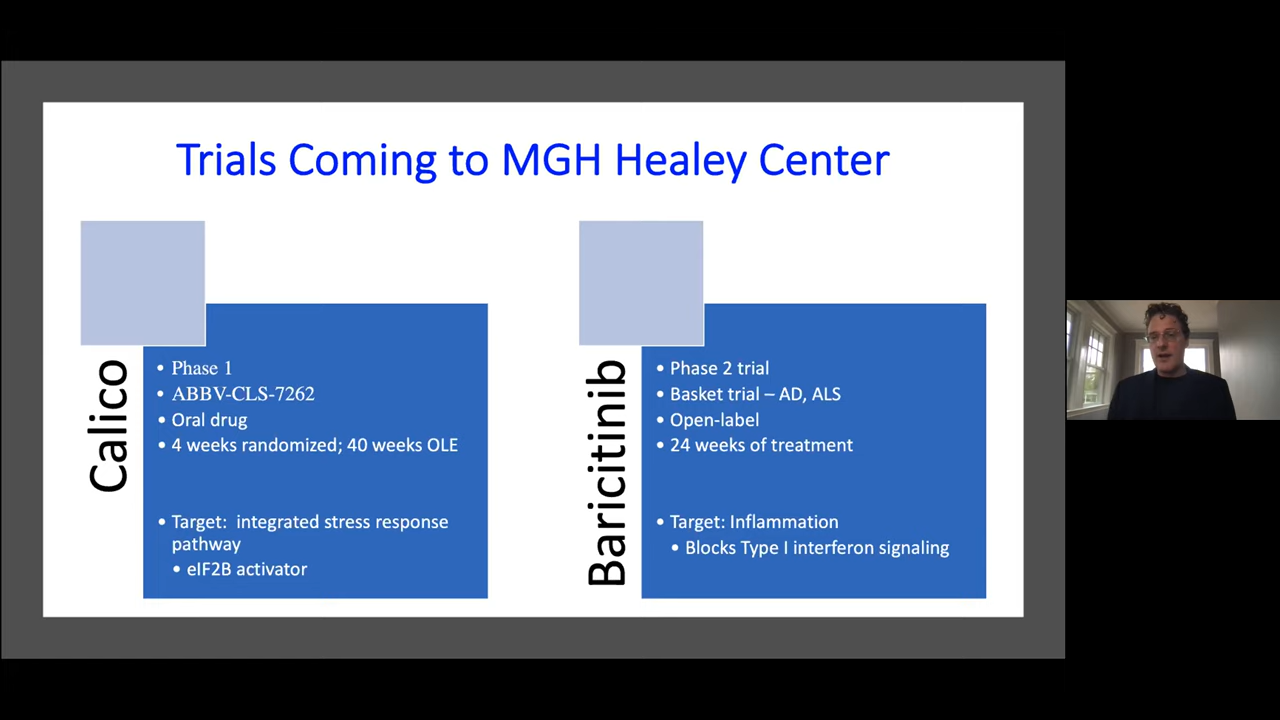 Trials Coming to MGH Healey Center
Calico
• Phase 1
• ABBV-CLS-7262
• Oral drug
• 4 weeks randomized; 40 weeks OLE
• Target: integrated stress response
pathway
• eIF2B activator
Baricitinib
• Phase 2 trial
• Basket trial – AD, ALS
• Open-label
• 24 weeks of treatment
• Target: Inflammation
• Blocks Type I interferon signaling